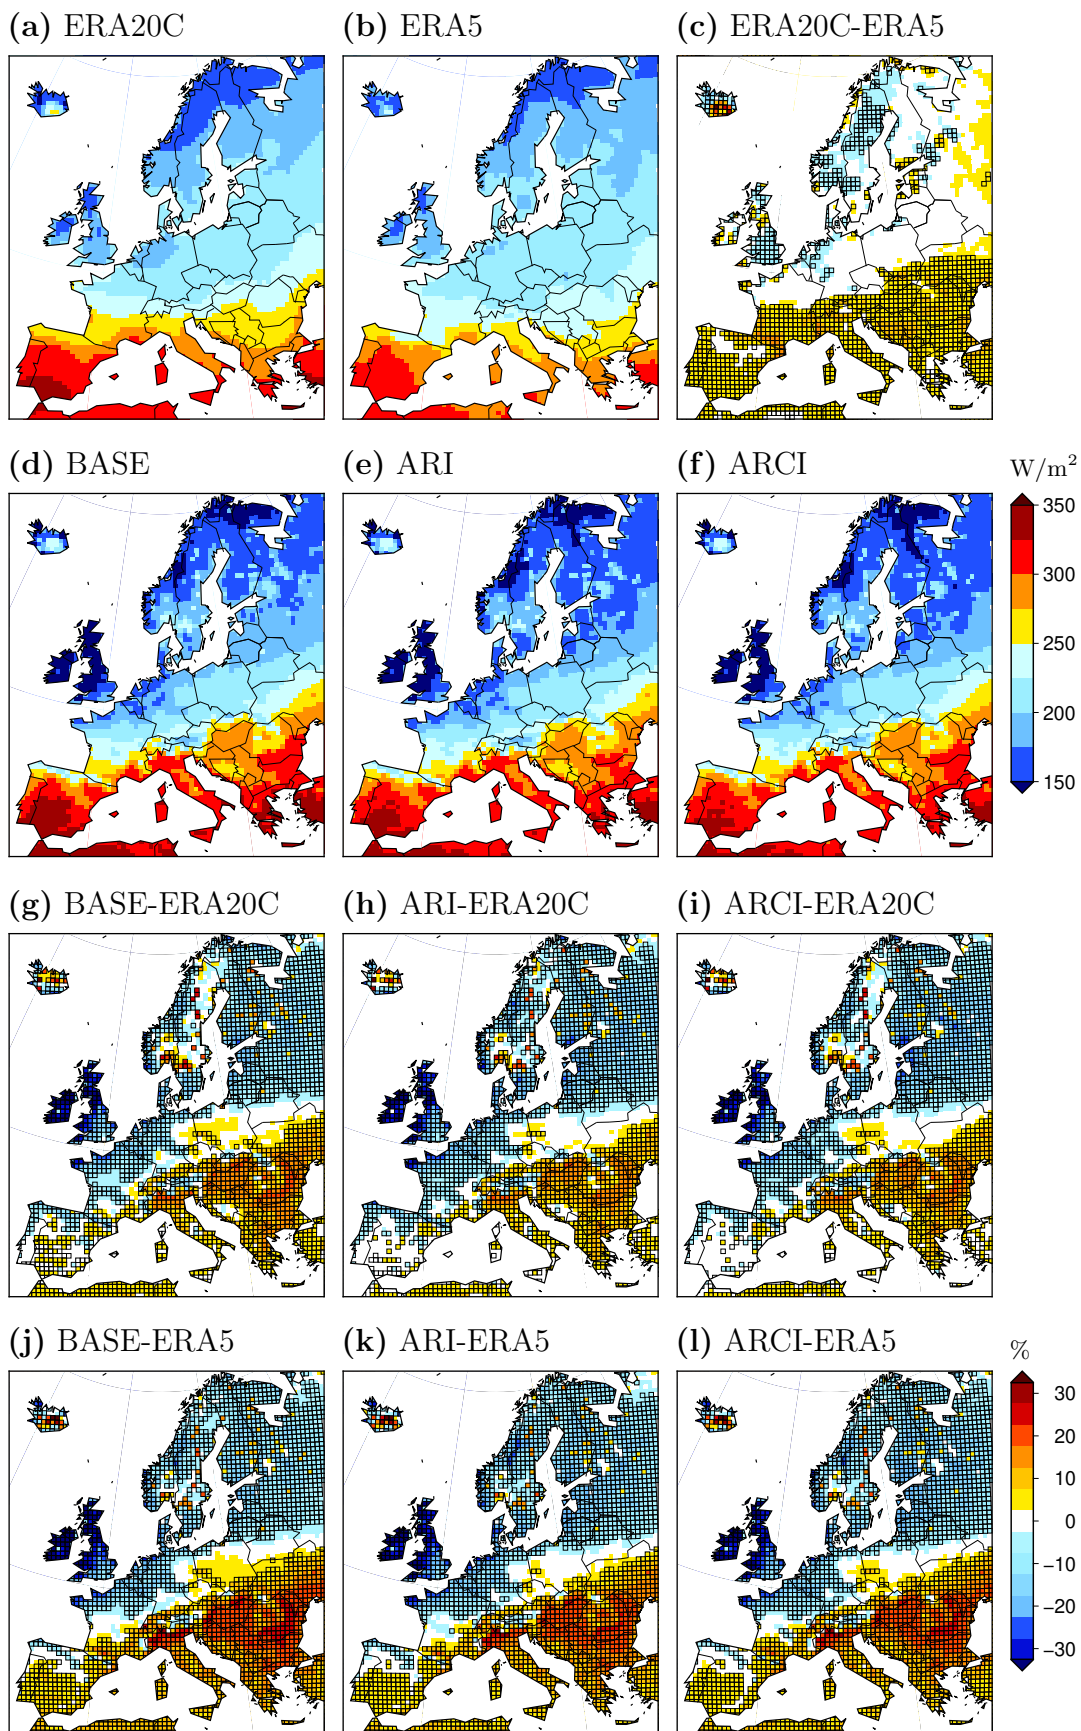 (a) ERA20C
(b) ERA5
(c) ERA20C-ERA5
(d) BASE
(e) ARI
(f) ARCI
W/m²
350
300
250
200
150
(g) BASE-ERA20C
(h) ARI-ERA20C
(i) ARCI-ERA20C
(j) BASE-ERA5
(k) ARI-ERA5
(l) ARCI-ERA5
%
30
20
10
0
−10
−20
−30